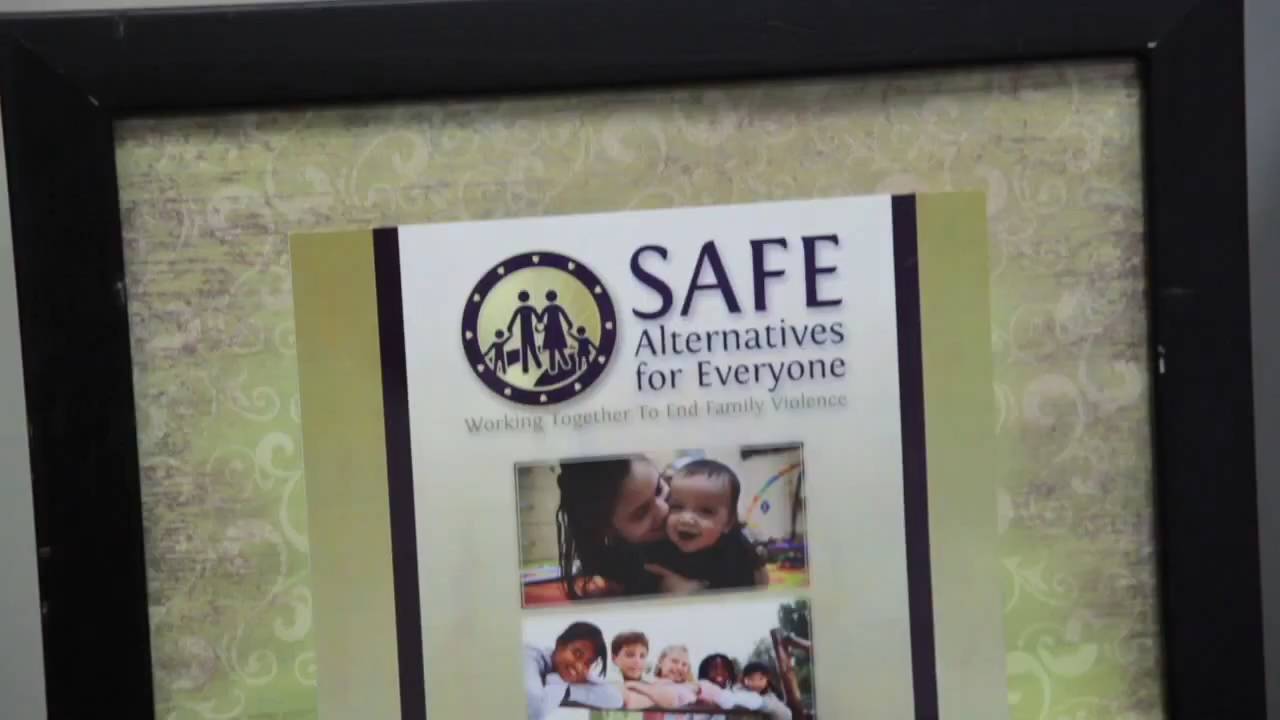 SAFE
Alternatives
for Everyone
Working Together To End Family Violence